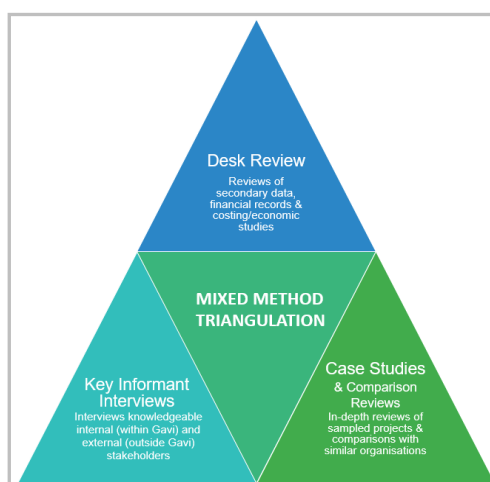 Desk Review
Reviews of
secondary data,
financial records &
costing/economic
studies
MIXED METHOD
TRIANGULATION
Key Informant
Interviews
Interviews knowledgeable
internal (within Gavi) and
external (outside Gavi)
stakeholders
Case Studies
& Comparison
Reviews
In-depth reviews of
sampled projects &
comparisons with
similar organisations